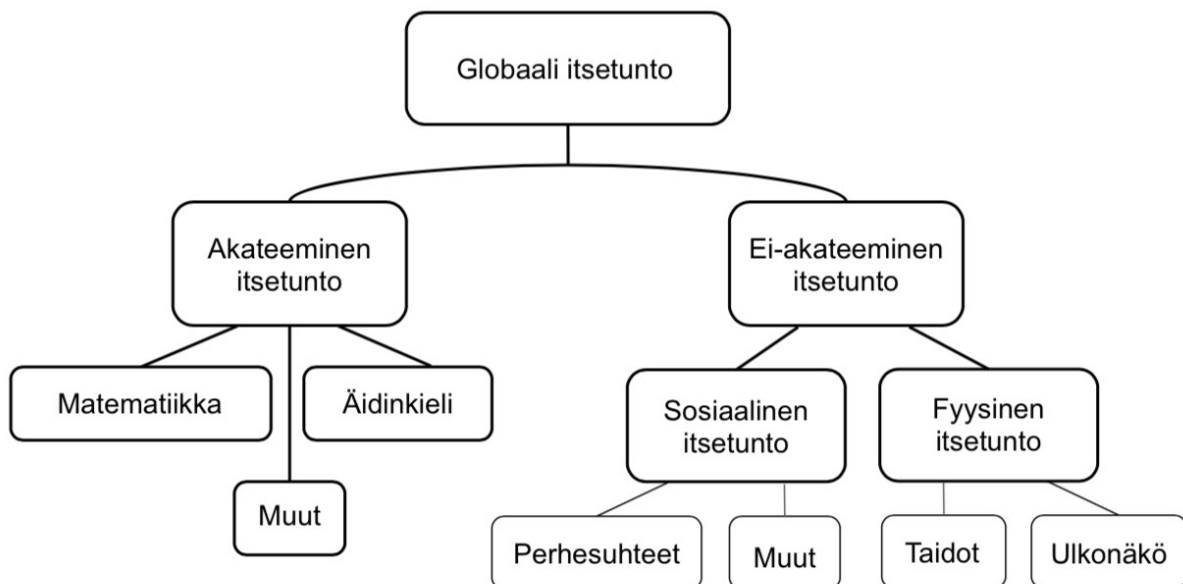 Globaali itsetunto
Akateeminen
itsetunto
Ei-akateeminen
itsetunto
Matematiikka
Äidinkieli
Muut
Sosiaalinen
itsetunto
Fyysinen
itsetunto
Perhesuhteet
Muut
Taidot
Ulkonäkö